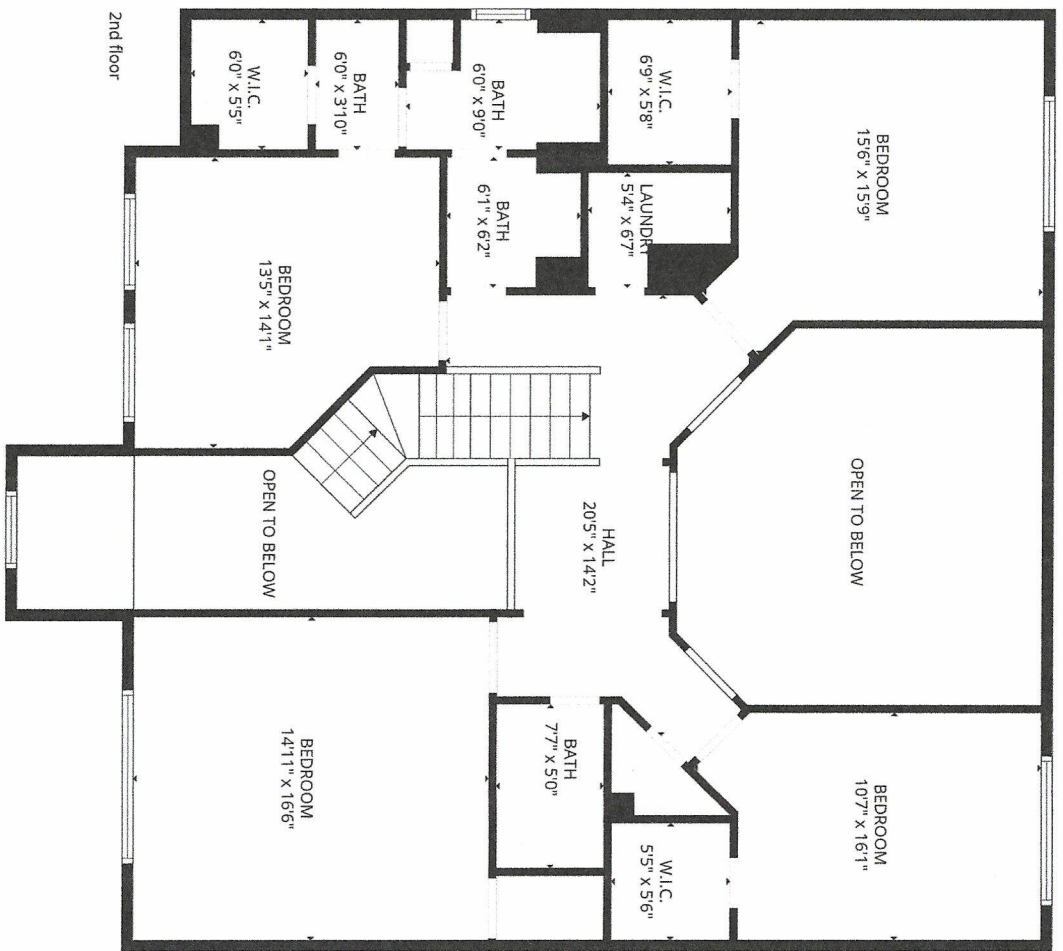 BEDROOM
15'6" x 15'9"
OPEN TO BELOW
BEDROOM
10'7" x 16'1"
W.I.C.
6'9" x 5'8"
LAUNDRY
5'4" x 6'7"
HALL
20'5" x 14'2"
W.I.C.
5'5" x 5'6"
BATH
6'0" x 9'0"
BATH
6'1" x 6'2"
BATH
7'7" x 5'0"
BATH
6'0" x 3'10"
W.I.C.
6'0" x 5'5"
BEDROOM
13'5" x 14'1"
OPEN TO BELOW
BEDROOM
14'11" x 16'6"
2nd floor